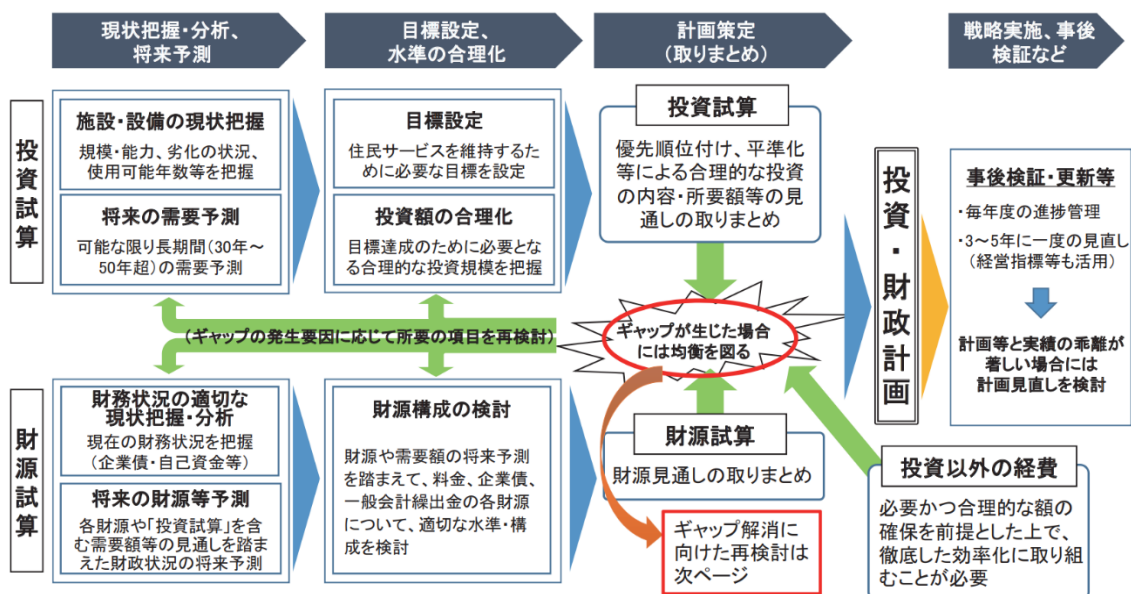 現状把握・分析、
将来予測
目標設定、
水準の合理化
計画策定
（取りまとめ）
戦略実施、事後
検証など
投資試算
施設・設備の現状把握
規模・能力、劣化の状況、
使用可能年数等を把握
将来の需要予測
可能な限り長期間（30年～
50年超）の需要予測
目標設定
住民サービスを維持するた
めに必要な目標を設定
投資額の合理化
目標達成のために必要とな
る合理的な投資規模を把握
投資試算
優先順位付け、平準化
等による合理的な投資
の内容・所要額等の見
通しの取りまとめ
投資・財政計画
事後検証・更新等
・毎年度の進捗管理
・3～5年に一度の見直し
（経営指標等も活用）
計画等と実績の乖離が
著しい場合には
計画見直しを検討
（ギャップの発生要因に応じて所要の項目を再検討）
ギャップが生じた場合
には均衡を図る
財源試算
財務状況の適切な
現状把握・分析
現在の財務状況を把握
（企業債・自己資金等）
将来の財源等予測
各財源や「投資試算」を含
む需要額等の見通しを踏ま
えた財政状況の将来予測
財源構成の検討
財源や需要額の将来予測
を踏まえて、料金、企業債、
一般会計繰出金の各財源
について、適切な水準・構
成を検討
財源試算
財源見通しの取りまとめ
ギャップ解消に
向けた再検討は
次ページ
投資以外の経費
必要かつ合理的な額の
確保を前提とした上で、
徹底した効率化に取り組
むことが必要